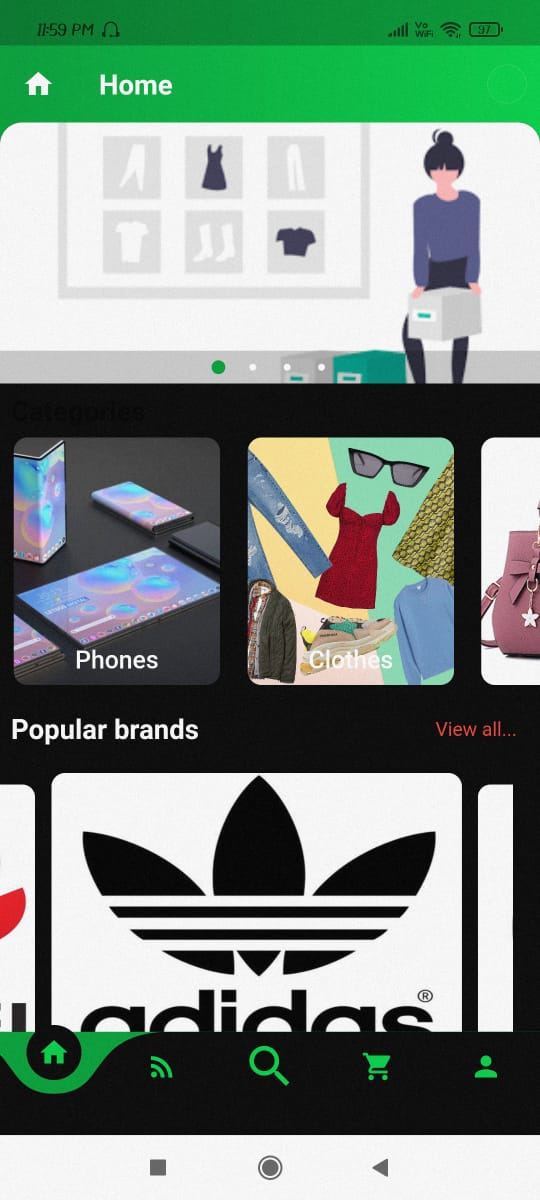 11:59 PM
Vo
WiFi
97
Home
Categories
Phones
Clothes
Popular brands
View all...
adidas®